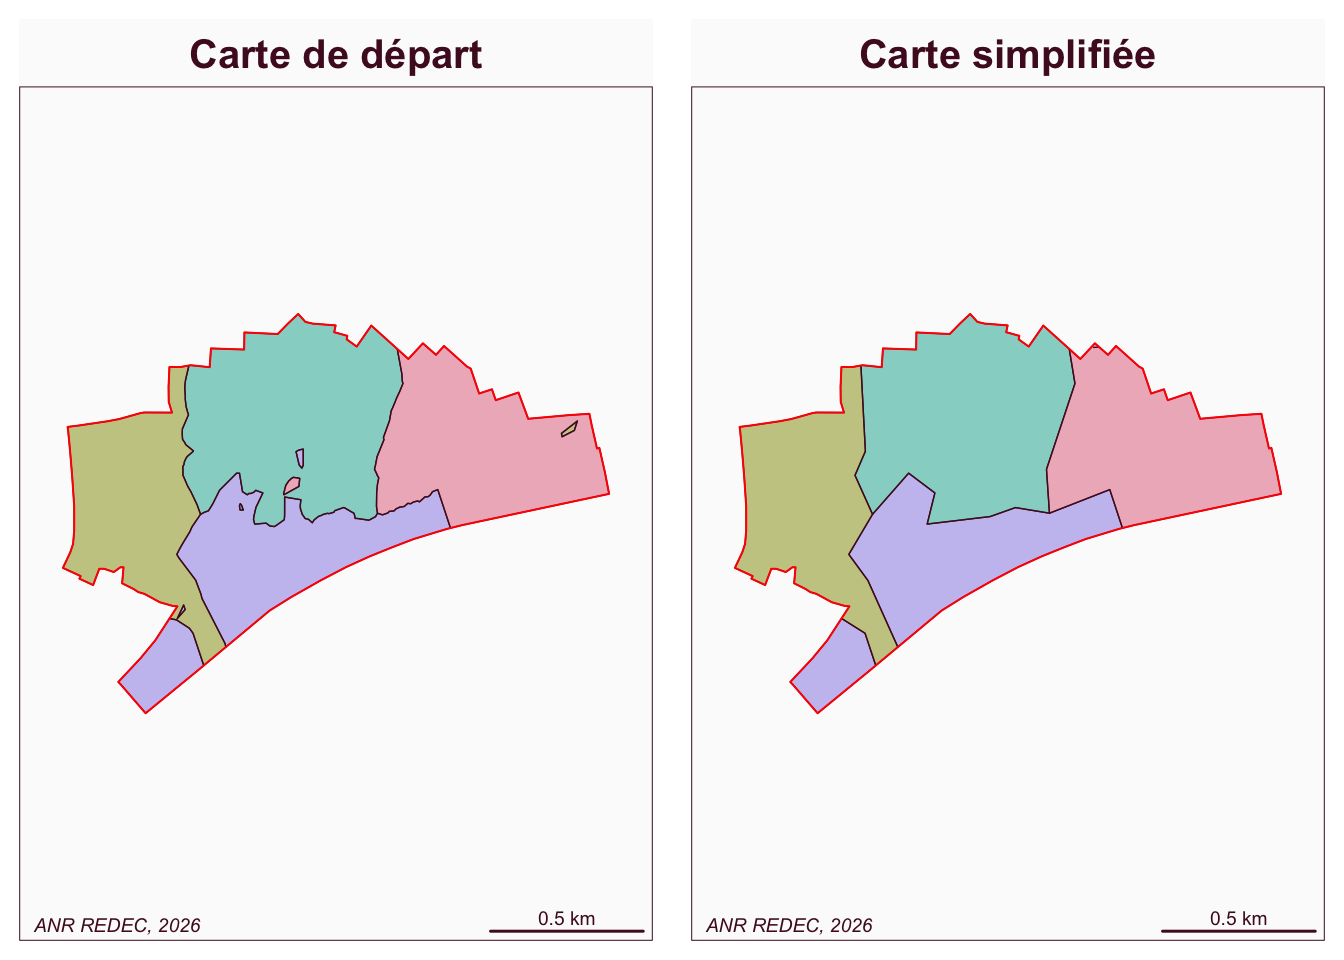 Carte de départ
Carte simplifiée
0.5 km
ANR REDEC, 2026
0.5 km
ANR REDEC, 2026